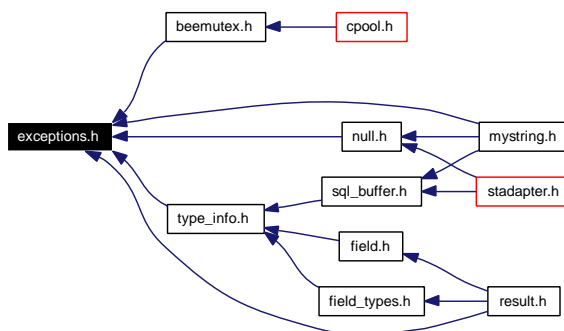 beemutex.h
cpool.h
exceptions.h
null.h
mystring.h
sql_buffer.h
stadapter.h
type_info.h
field.h
field_types.h
result.h